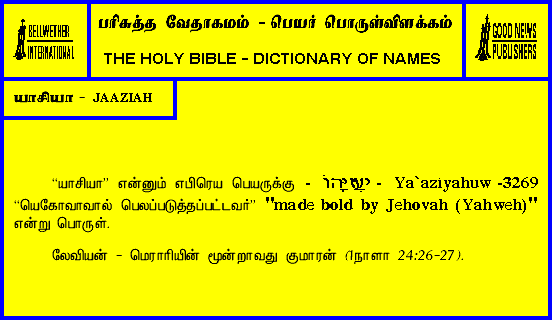 BELLWETHER
INTERNATIONAL
பரிசுத்த வேதாகமம் - பெயர் பொருள்விளக்கம்
THE HOLY BIBLE - DICTIONARY OF NAMES
GOOD NEWS
PUBLISHERS
யாசியா - JAAZIAH
“யாசியா” என்னும் எபிரெய பெயருக்கு - יַעֲזִיָּהוּ - Ya`aziyahuw -3269
“யெகோவாவால் பெலப்படுத்தப்பட்டவர்” "made bold by Jehovah (Yahweh)"
என்று பொருள்.
லேவியன் - மெராரியின் மூன்றாவது குமாரன் (1நாளா 24:26-27).